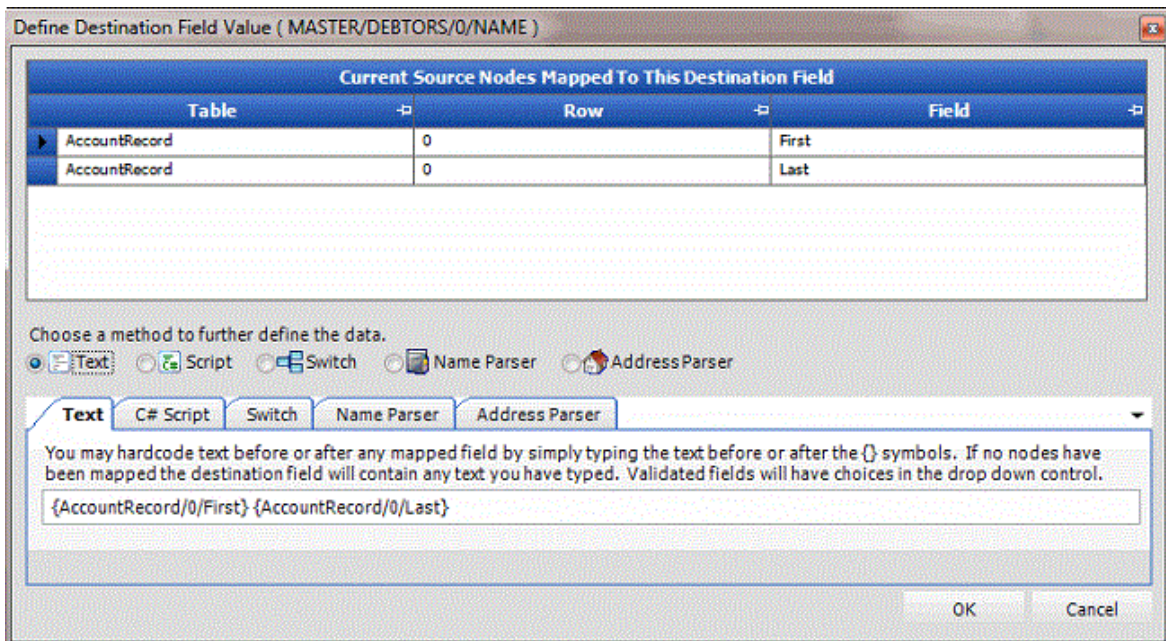 Define Destination Field Value ( MASTER/DEBTORS/0/NAME )
Current Source Nodes Mapped To This Destination Field
Table Row Field
AccountRecord 0 First
AccountRecord 0 Last
Choose a method to further define the data.
Text Script Switch Name Parser Address Parser
Text C# Script Switch Name Parser Address Parser
You may hardcode text before or after any mapped field by simply typing the text before or after the {} symbols. If no nodes have
been mapped the destination field will contain any text you have typed. Validated fields will have choices in the drop down control.
{AccountRecord/0/First} {AccountRecord/0/Last}
OK Cancel